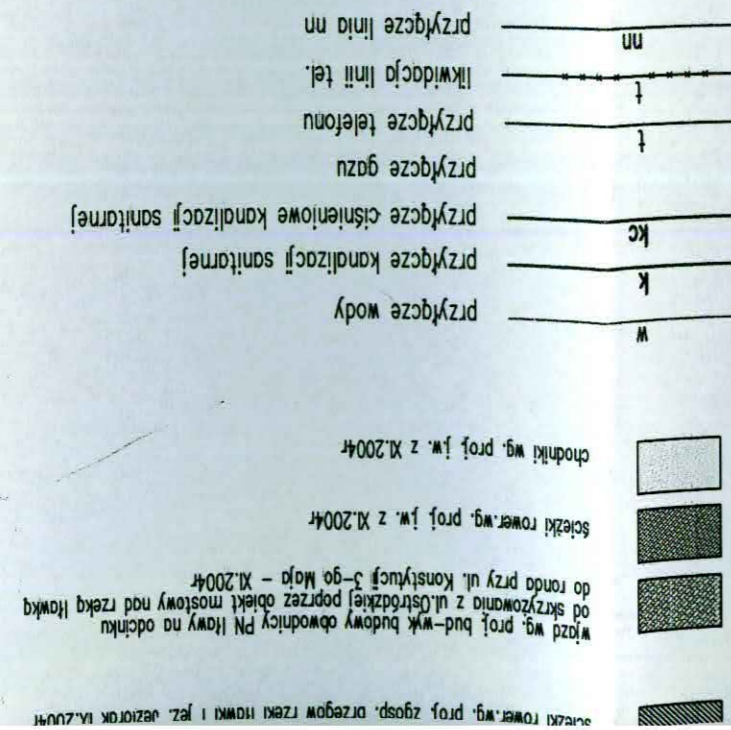 ścieżki rower.wg. proj. zgosp. brzegów rzeki Iławki i jez. Jeziorak IX.2004r
wjazd wg. proj. bud-wyk budowy obwodnicy PN Iławy na odcinku
od skrzyżowania z ul.Ostródzkiej poprzez obiekt mostowy nad rzeką Iławką
do ronda przy ul. Konstytucji 3-go Maja - XI.2004r
ścieżki rower.wg. proj. j.w. z XI.2004r
chodniki wg. proj. j.w. z XI.2004r
w przyłącze wody
k przyłącze kanalizacji sanitarnej
kc przyłącze ciśnieniowe kanalizacji sanitarnej
przyłącze gazu
t przyłącze telefonu
t likwidacja linii tel.
nn przyłącze linia nn